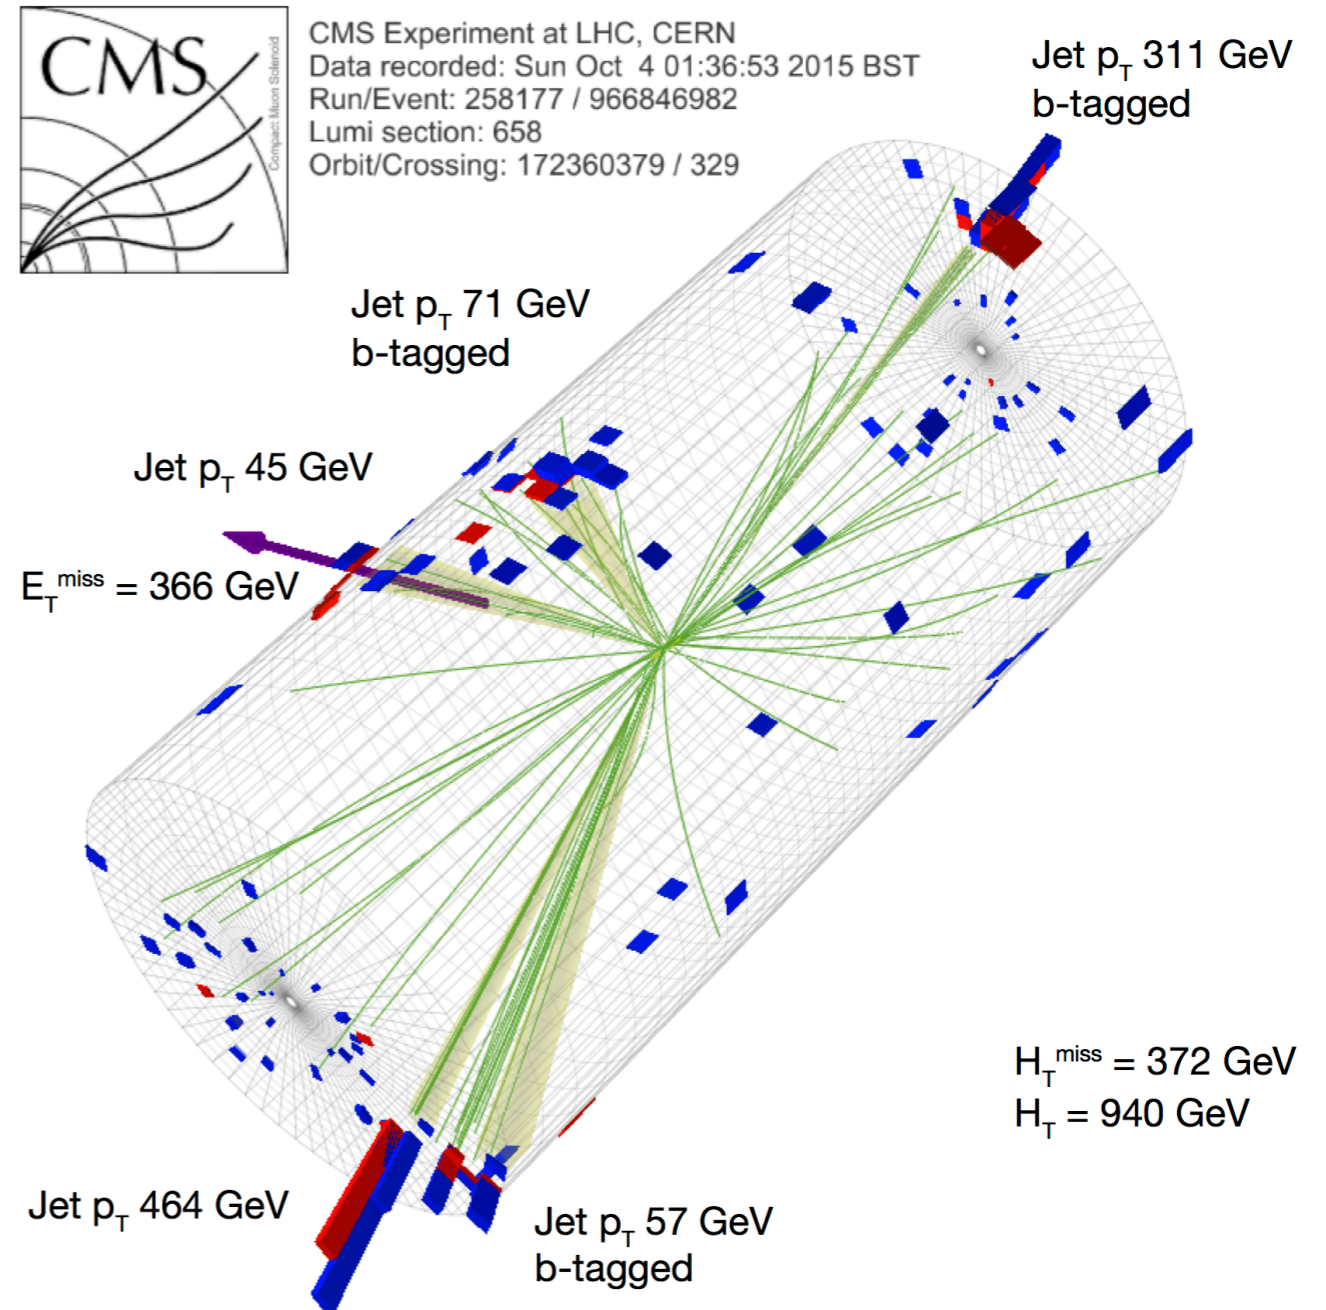 CMS
Compact Muon Solenoid
CMS Experiment at LHC, CERN
Data recorded: Sun Oct 4 01:36:53 2015 BST
Run/Event: 258177 / 966846982
Lumi section: 658
Orbit/Crossing: 172360379 / 329
Jet pT 311 GeV
b-tagged
Jet pT 71 GeV
b-tagged
Jet pT 45 GeV
ETmiss = 366 GeV
HTmiss = 372 GeV
HT = 940 GeV
Jet pT 464 GeV
Jet pT 57 GeV
b-tagged